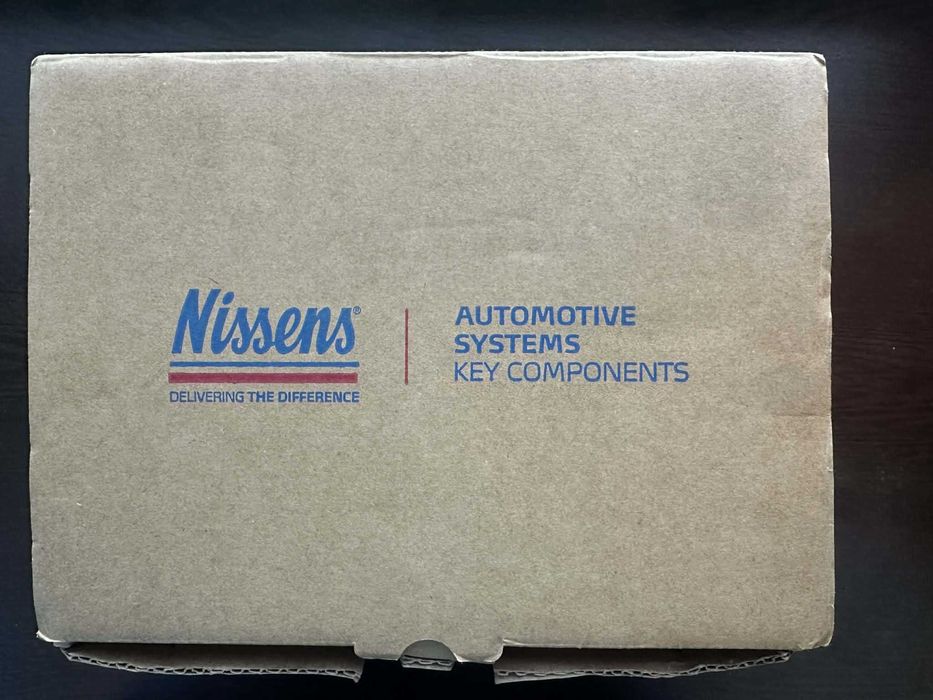 Nissens®
DELIVERING THE DIFFERENCE
AUTOMOTIVE
SYSTEMS
KEY COMPONENTS